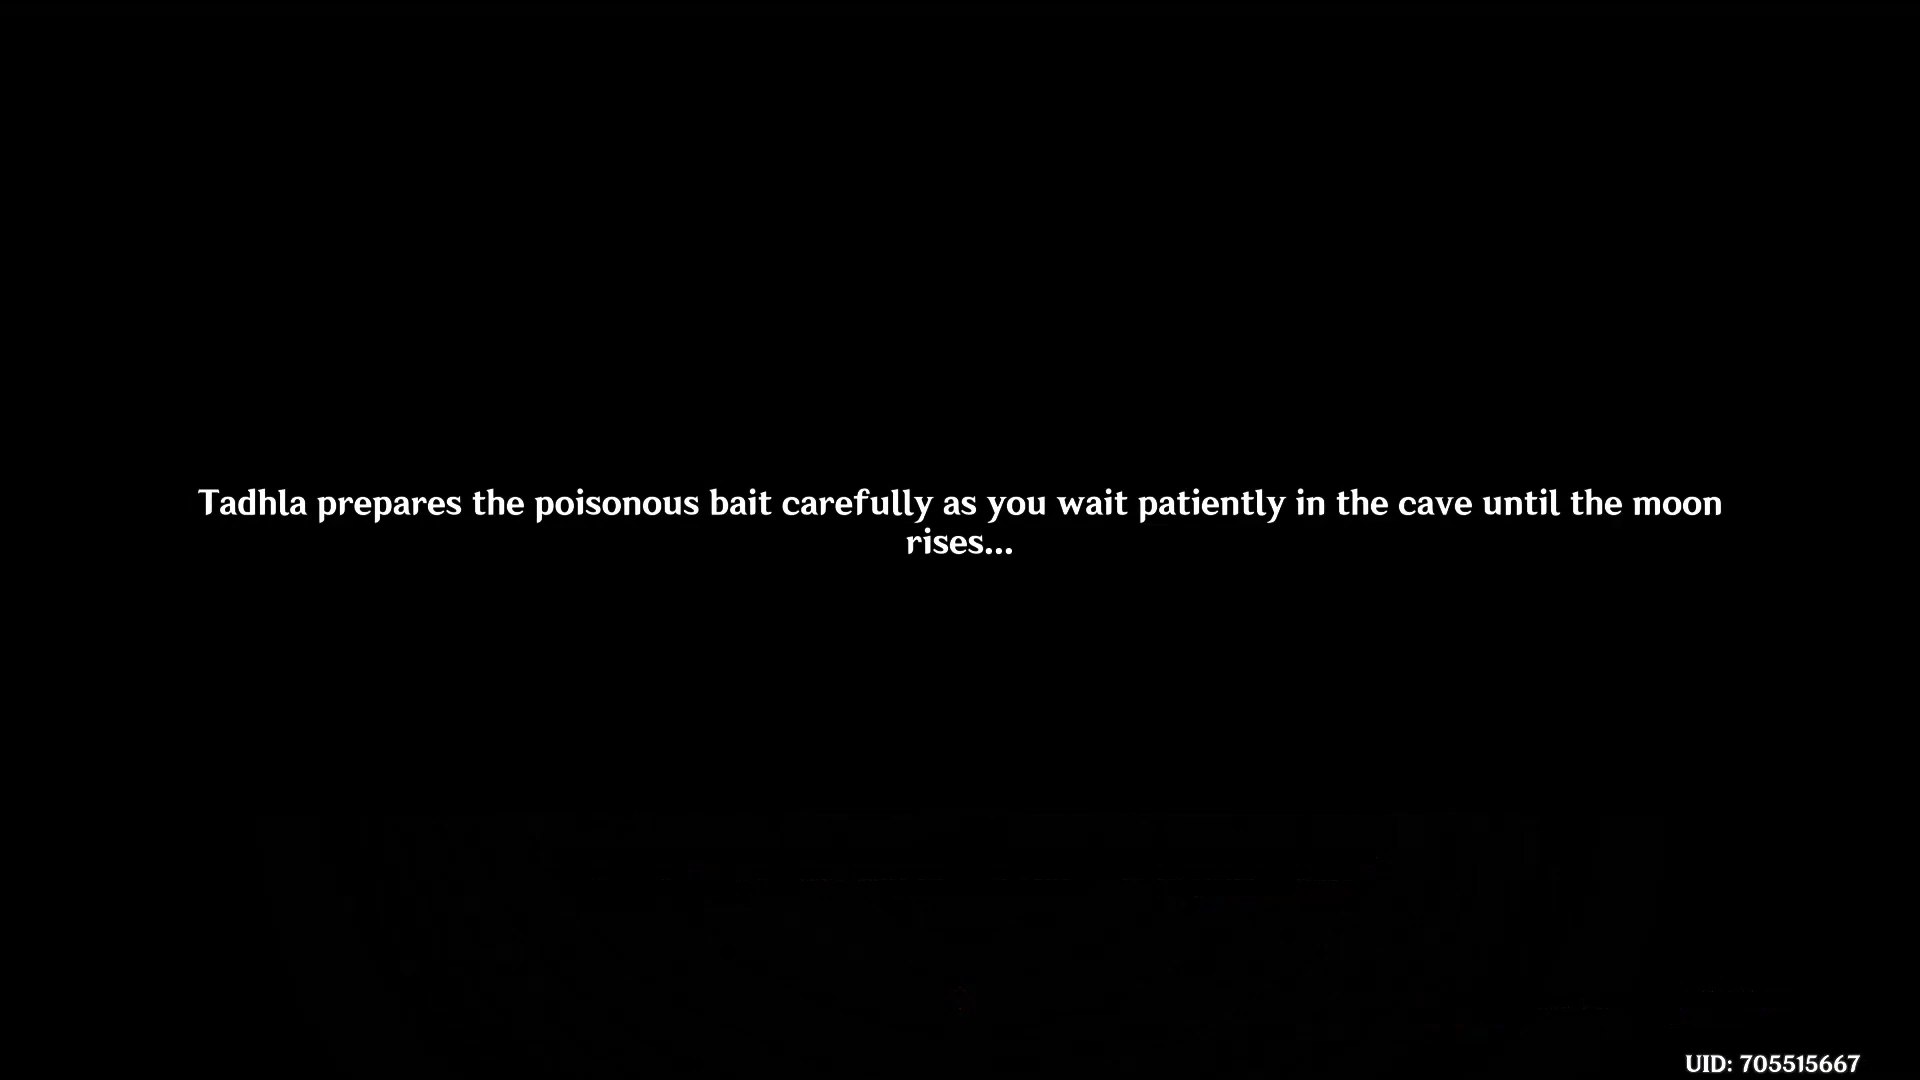 Tadhla prepares the poisonous bait carefully as you wait patiently in the cave until the moon
rises...
UID: 705515667